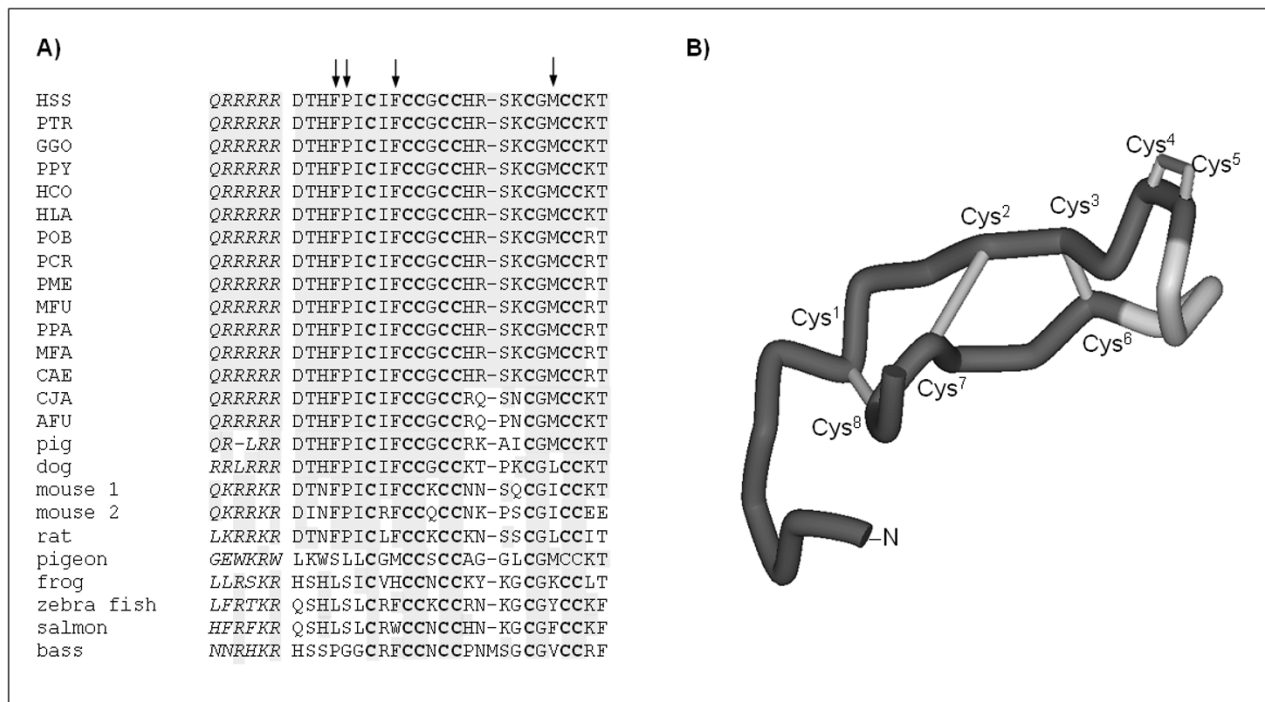 A)
HSS QRRRRR DTHFPICIFCCGCCHR-SKCGMCCKT
PTR QRRRRR DTHFPICIFCCGCCHR-SKCGMCCKT
GGO QRRRRR DTHFPICIFCCGCCHR-SKCGMCCKT
PPY QRRRRR DTHFPICIFCCGCCHR-SKCGMCCKT
HCO QRRRRR DTHFPICIFCCGCCHR-SKCGMCCKT
HLA QRRRRR DTHFPICIFCCGCCHR-SKCGMCCKT
POB QRRRRR DTHFPICIFCCGCCHR-SKCGMCCRT
PCR QRRRRR DTHFPICIFCCGCCHR-SKCGMCCRT
PME QRRRRR DTHFPICIFCCGCCHR-SKCGMCCRT
MFU QRRRRR DTHFPICIFCCGCCHR-SKCGMCCRT
PPA QRRRRR DTHFPICIFCCGCCHR-SKCGMCCRT
MFA QRRRRR DTHFPICIFCCGCCHR-SKCGMCCRT
CAE QRRRRR DTHFPICIFCCGCCHR-SKCGMCCRT
CJA QRRRRR DTHFPICIFCCGCCRQ-SNCGMCCKT
AFU QRRRRR DTHFPICIFCCGCCRQ-PNCGMCCKT
pig QR-LRR DTHFPICIFCCGCCRK-AICGMCCKT
dog RRLRRR DTHFPICIFCCGCCKT-PKCGLCCKT
mouse 1 QKRRKR DTNFPICIFCCKCCNN-SQCGICCKT
mouse 2 QKRRKR DINFPICRFCCQCCNK-PSCGICCEE
rat LKRRKR DTNFPICLFCCKCCKN-SSCGLCCIT
pigeon GEWKRW LKWSLLCGMCCSCCAG-GLCGMCCKT
frog LLRSKR HSHLSICVHCCNCCKY-KGCGKCCLT
zebra fish LFRTKR QSHLSLCRFCCKCCRN-KGCGYCCKF
salmon HFRFKR QSHLSLCRWCCNCCHN-KGCGFCCKF
bass NNRHKR HSSPGGCRFCCNCCPNMSGCGVCCRF
B)
Cys4
Cys5
Cys2
Cys3
Cys1
Cys6
Cys7
Cys8
–N